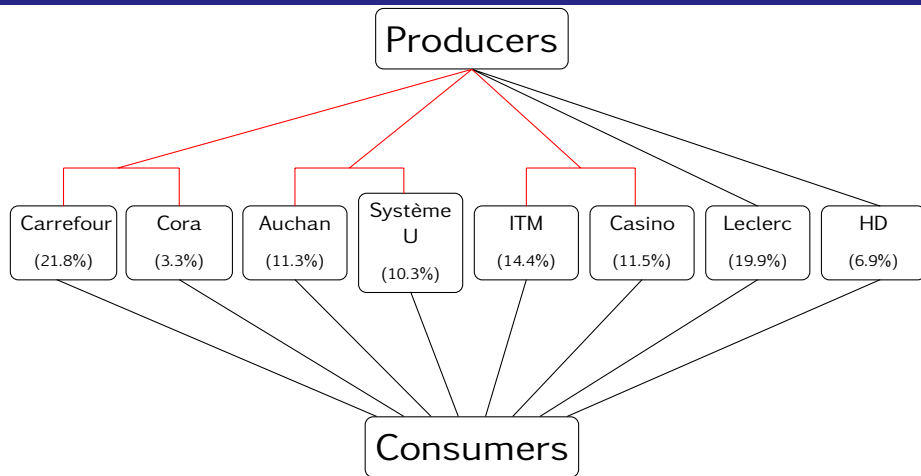 Producers
Carrefour
(21.8%)
Cora
(3.3%)
Auchan
(11.3%)
Système
U
(10.3%)
ITM
(14.4%)
Casino
(11.5%)
Leclerc
(19.9%)
HD
(6.9%)
Consumers